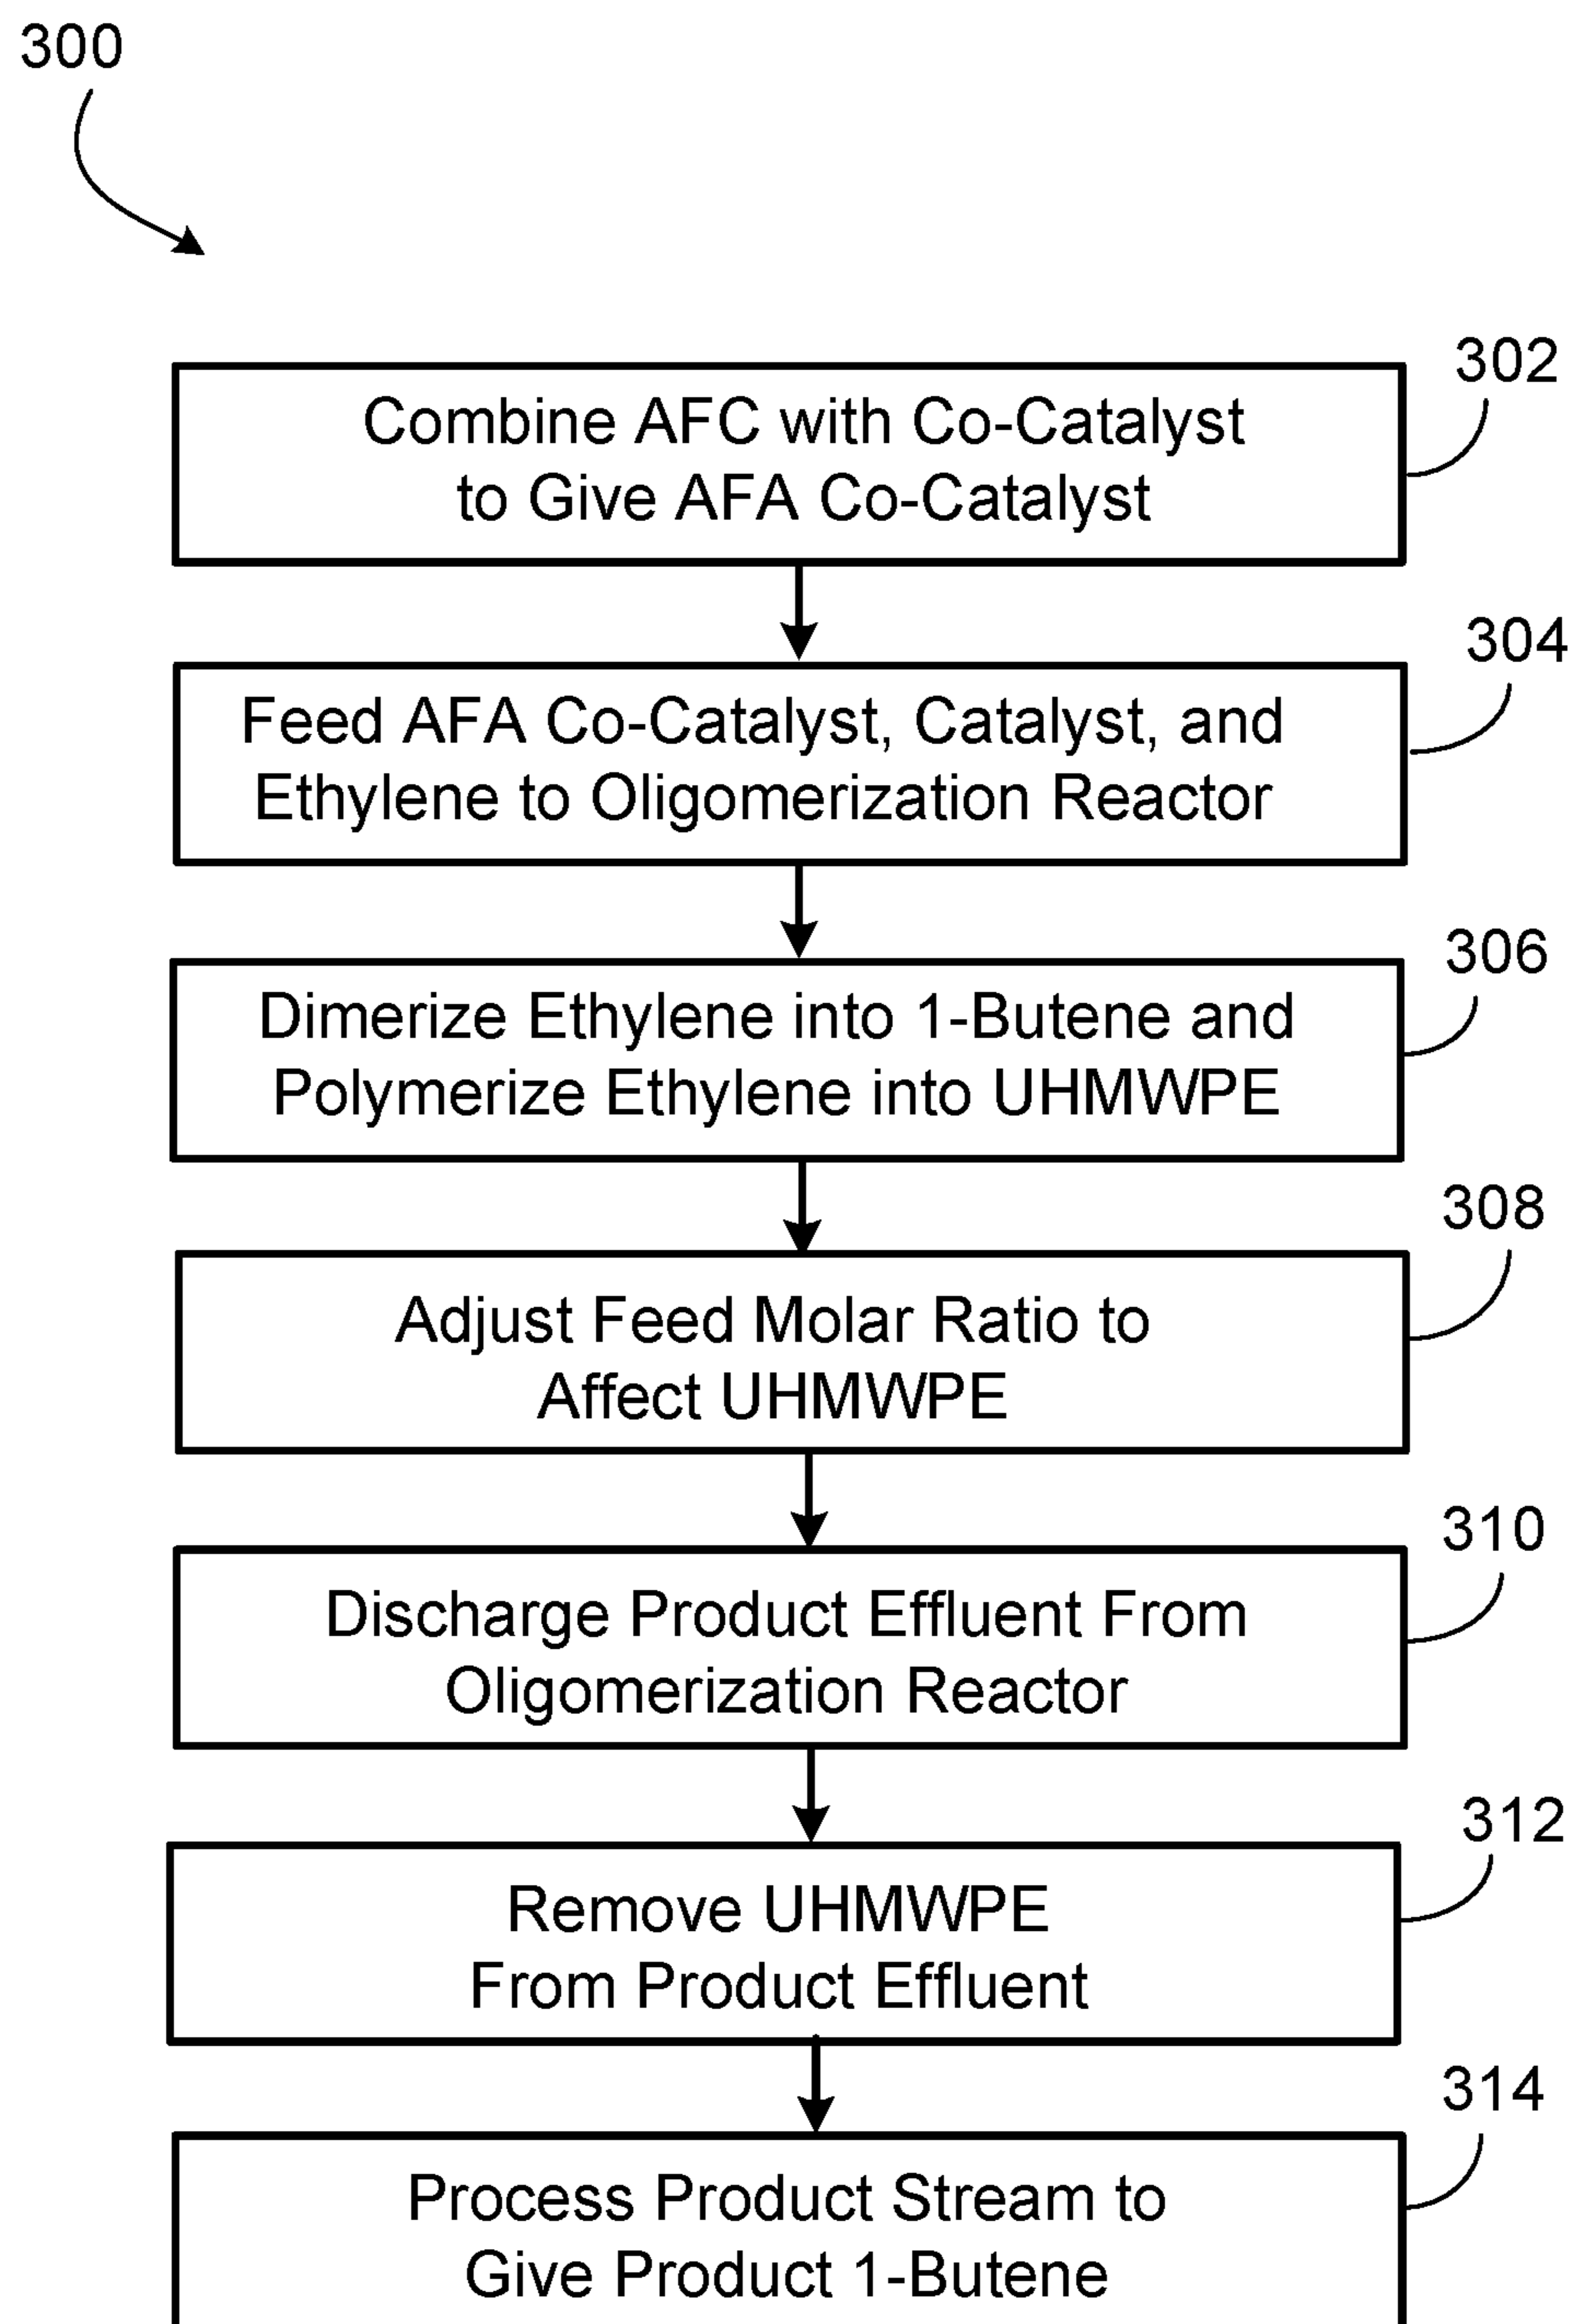 300
302
Combine AFC with Co-Catalyst
to Give AFA Co-Catalyst
304
Feed AFA Co-Catalyst, Catalyst, and
Ethylene to Oligomerization Reactor
306
Dimerize Ethylene into 1-Butene and
Polymerize Ethylene into UHMWPE
308
Adjust Feed Molar Ratio to
Affect UHMWPE
310
Discharge Product Effluent From
Oligomerization Reactor
312
Remove UHMWPE
From Product Effluent
314
Process Product Stream to
Give Product 1-Butene